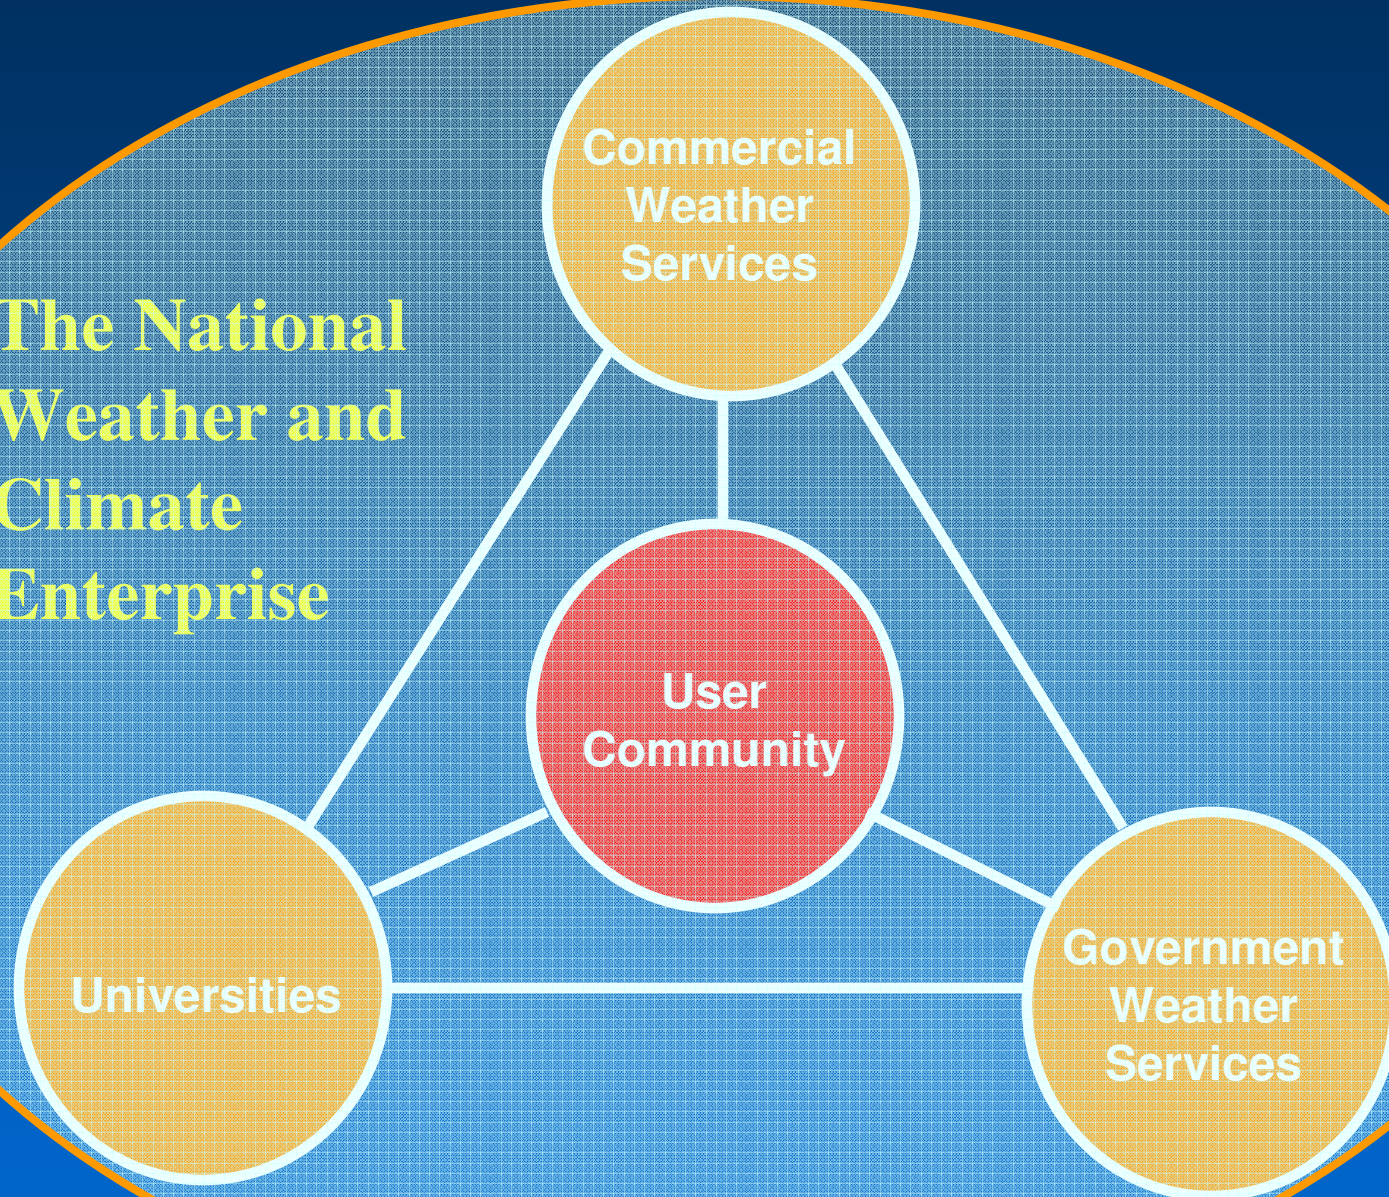 Commercial
Weather
Services
The National
Weather and
Climate
Enterprise
User
Community
Universities
Government
Weather
Services